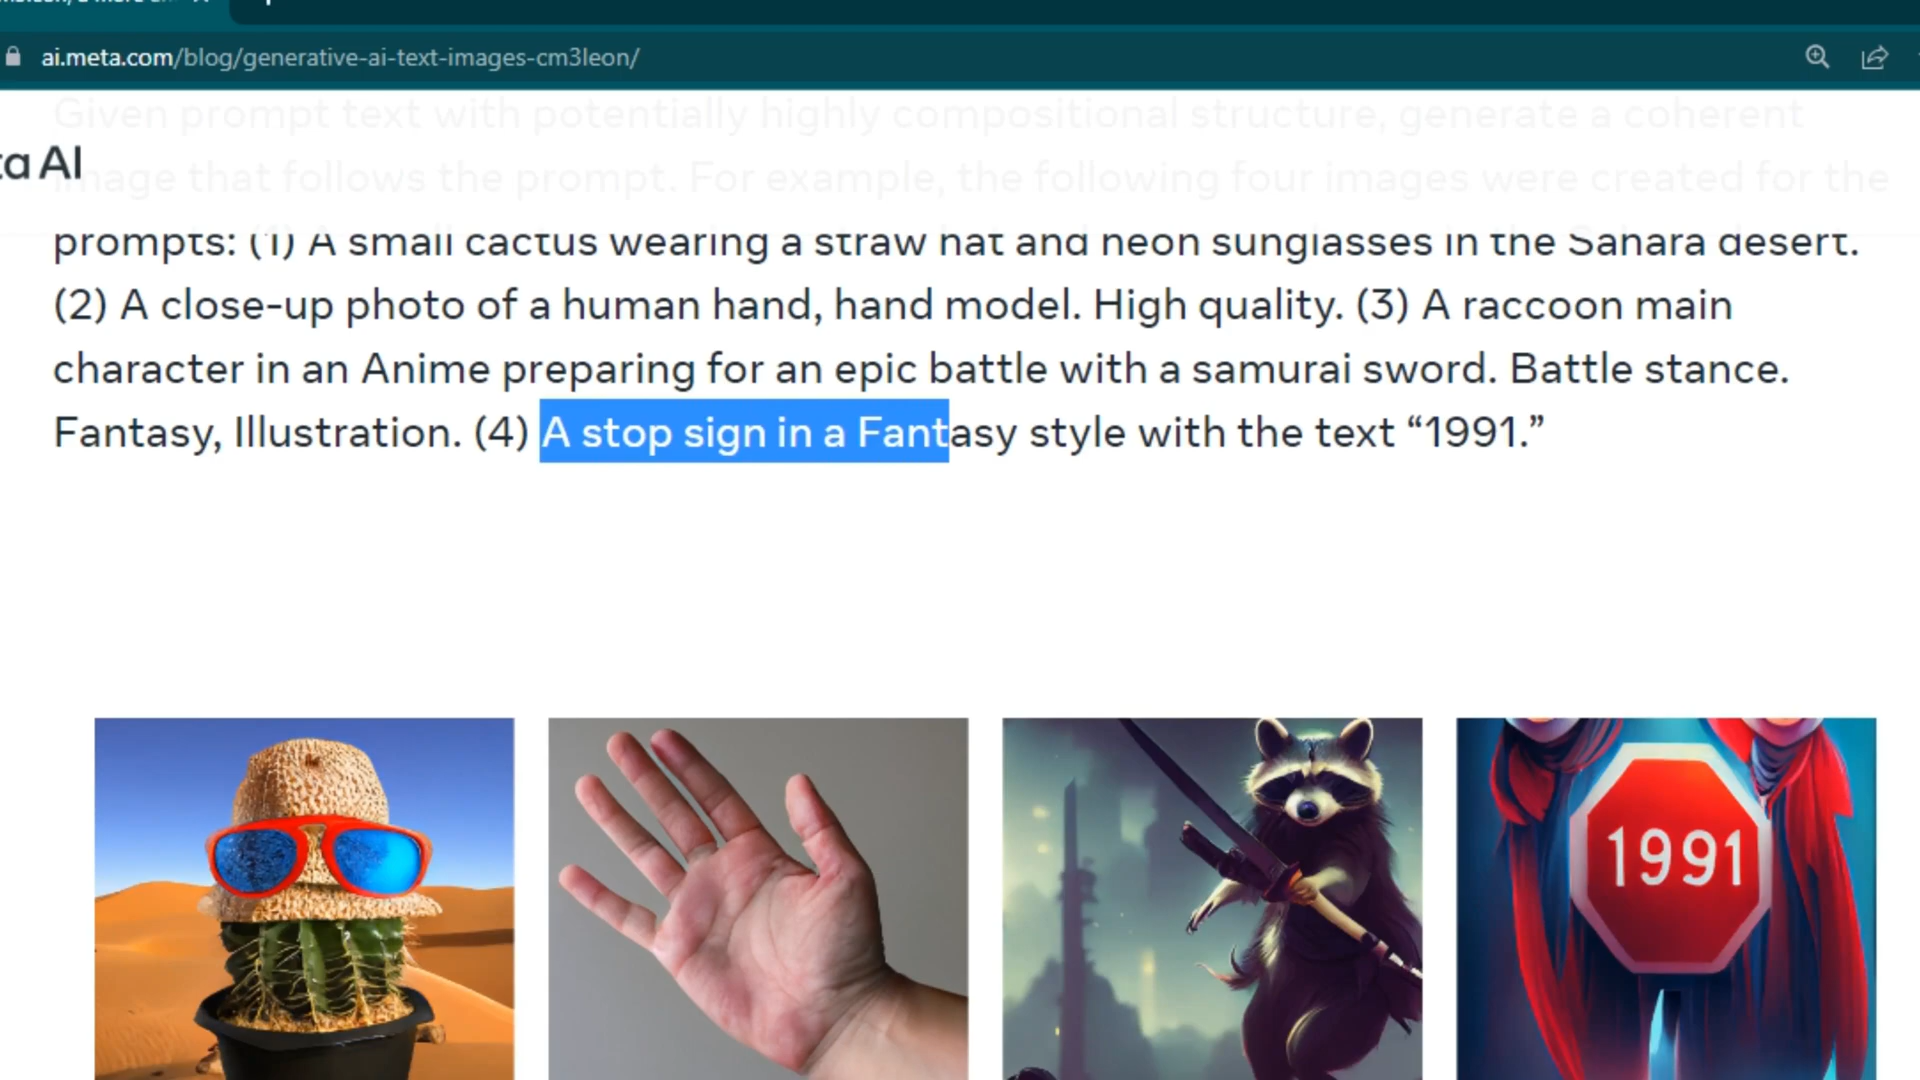 ai.meta.com/blog/generative-ai-text-images-cm3leon/
Given prompt text with potentially highly compositional structure, generate a coherent
ta AI
image that follows the prompt. For example, the following four images were created for the
prompts: (1) A small cactus wearing a straw hat and neon sunglasses in the Sahara desert.
(2) A close-up photo of a human hand, hand model. High quality. (3) A raccoon main
character in an Anime preparing for an epic battle with a samurai sword. Battle stance.
Fantasy, Illustration. (4) A stop sign in a Fantasy style with the text “1991.”
1991